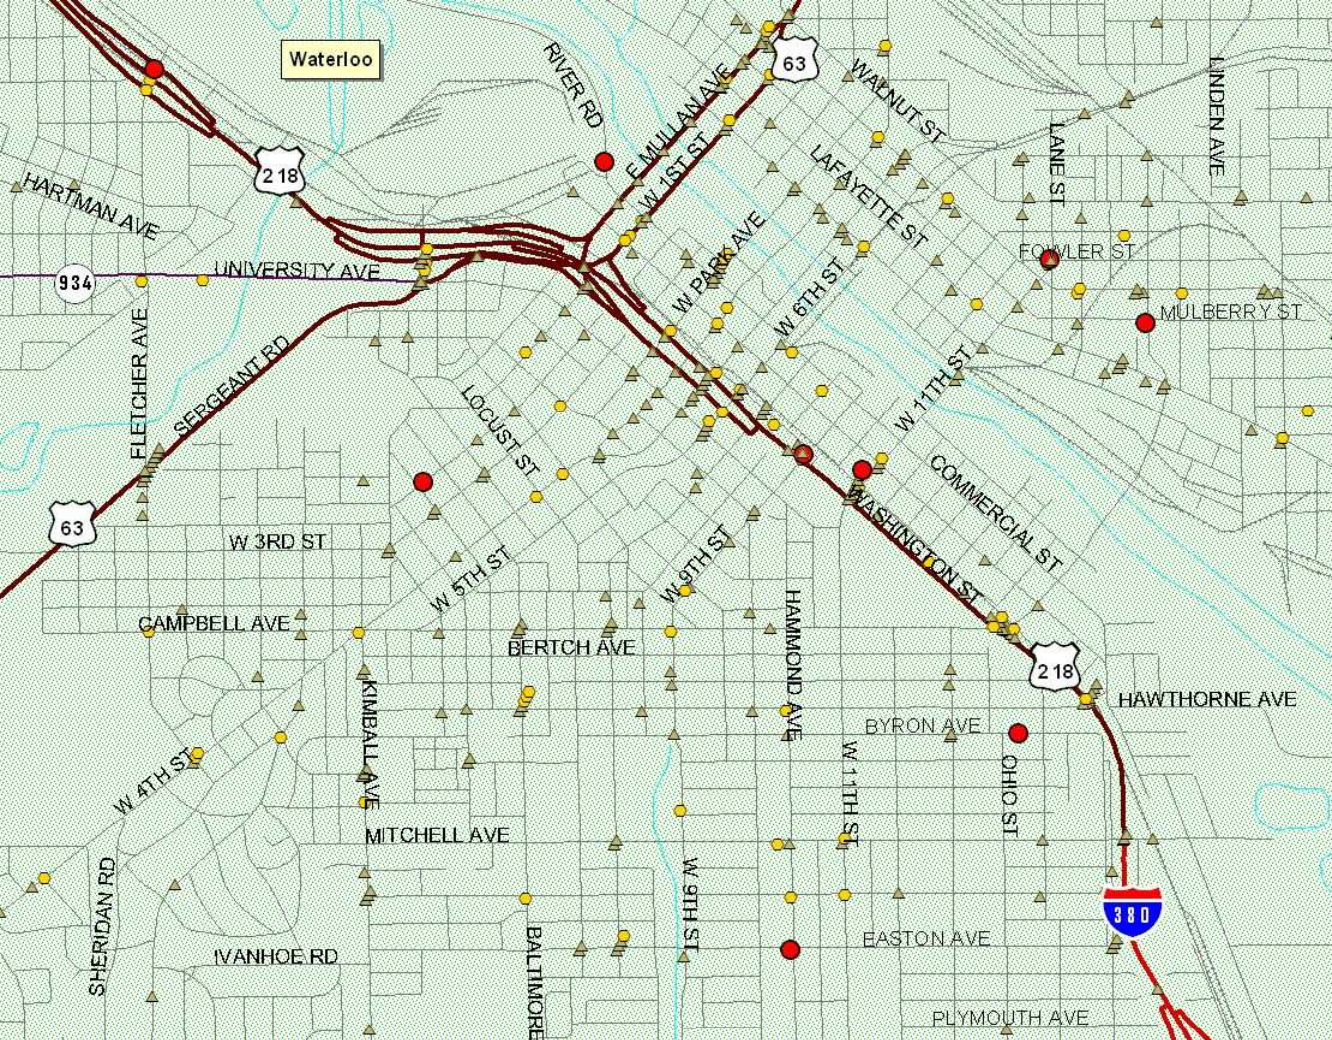 Waterloo
63
RIVER RD
WALNUT ST
LINDEN AVE
E MULLAN AVE
LANE ST
W 1ST ST
LAFAYETTE ST
218
HARTMAN AVE
FOWLER ST
UNIVERSITY AVE
934
W PARK AVE
W 6TH ST
MULBERRY ST
FLETCHER AVE
SERGEANT RD
LOCUST ST
W 11TH ST
COMMERCIAL ST
63
WASHINGTON ST
W 3RD ST
W 5TH ST
W 9TH ST
CAMPBELL AVE
BERTCH AVE
HAMMOND AVE
218
HAWTHORNE AVE
KIMBALL AVE
BYRON AVE
W 4TH ST
W 11TH ST
OHIO ST
MITCHELL AVE
SHERIDAN RD
W 9TH ST
380
IVANHOE RD
BALTIMORE
EASTON AVE
PLYMOUTH AVE